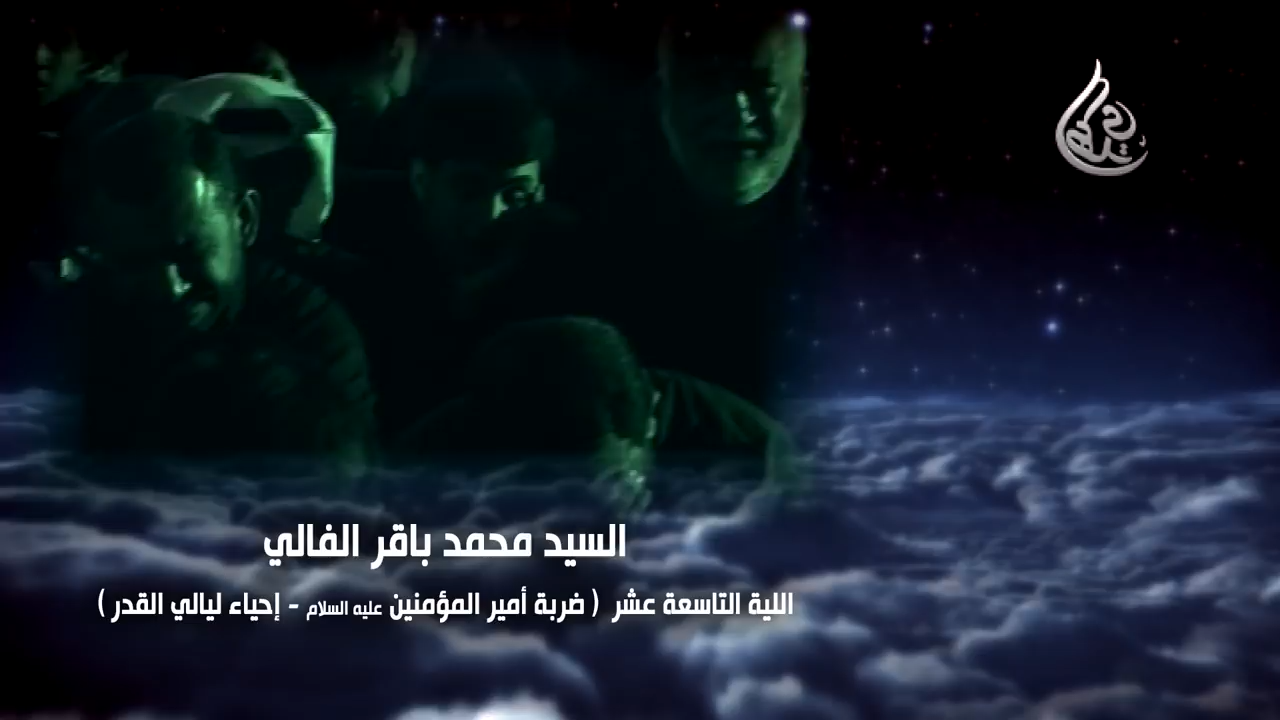 السيد محمد باقر الفالي
اللية التاسعة عشر ( ضربة أمير المؤمنين عليه السلام - إحياء ليالي القدر )